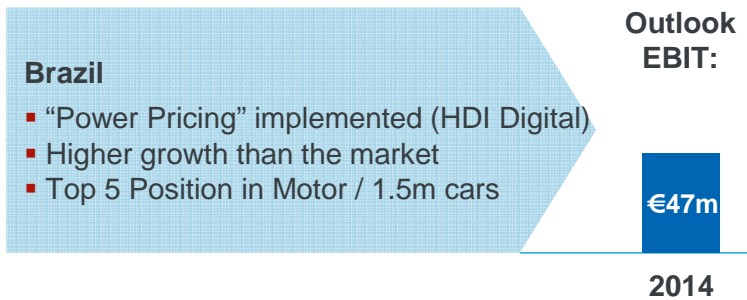 Brazil
▪ “Power Pricing” implemented (HDI Digital)
▪ Higher growth than the market
▪ Top 5 Position in Motor / 1.5m cars
Outlook
EBIT:
€47m
2014